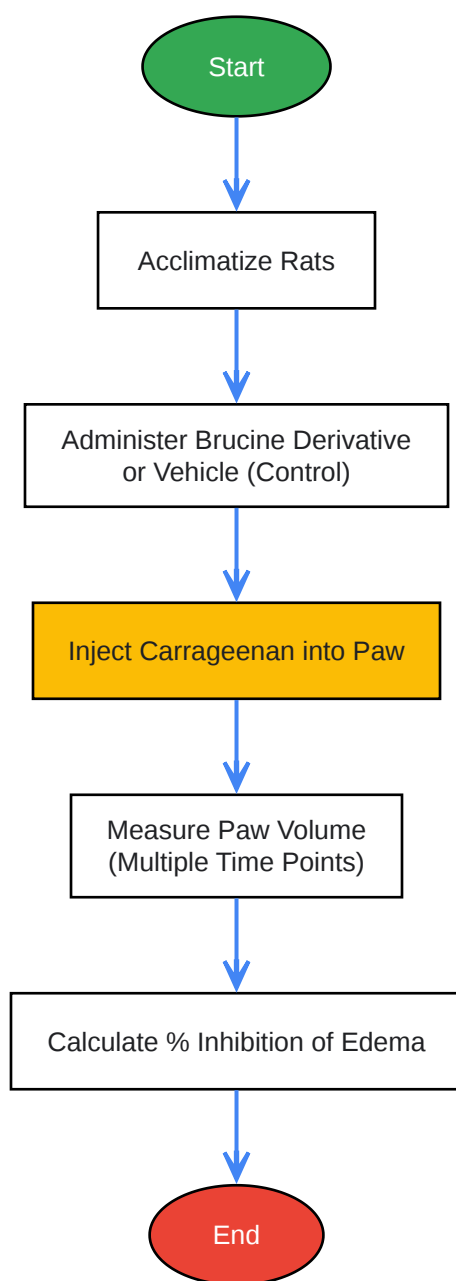 Start
Acclimatize Rats
Administer Brucine Derivative
or Vehicle (Control)
Inject Carrageenan into Paw
Measure Paw Volume
(Multiple Time Points)
Calculate % Inhibition of Edema
End